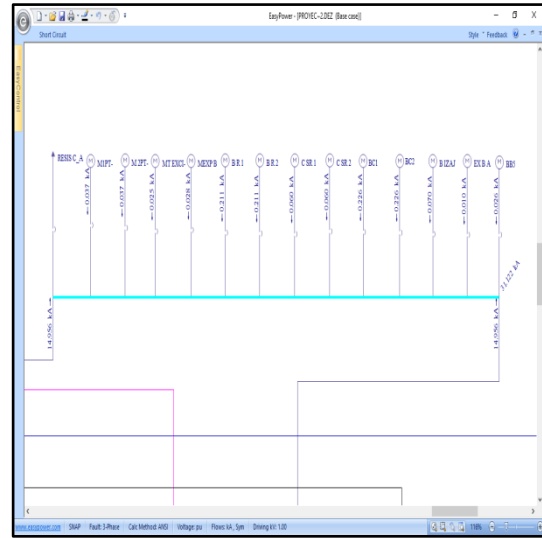 EasyPower - [PROYEC~2.DEZ (Base case)]
Short Circuit
Style
Feedback
EasyControl
RESIS C_A
M1PT-
M 2PT-
MT EXCI-
MEXP B
B R 1
B R 2
C SR 1
C SR 2
BC1
BC2
B IZAJ
EX B A
BB5
←0.037 kA
←0.037 kA
←0.025 kA
←0.028 kA
←0.211 kA
←0.211 kA
←0.060 kA
←0.060 kA
←0.226 kA
←0.226 kA
←0.070 kA
←0.010 kA
←0.026 kA
14.956 kA→
14.956 kA→
31.122 kA
www.easypower.com SNAP Fault: 3-Phase Calc Method: ANSI Voltage: pu Flows: kA, Sym Driving kV: 1.00
116%